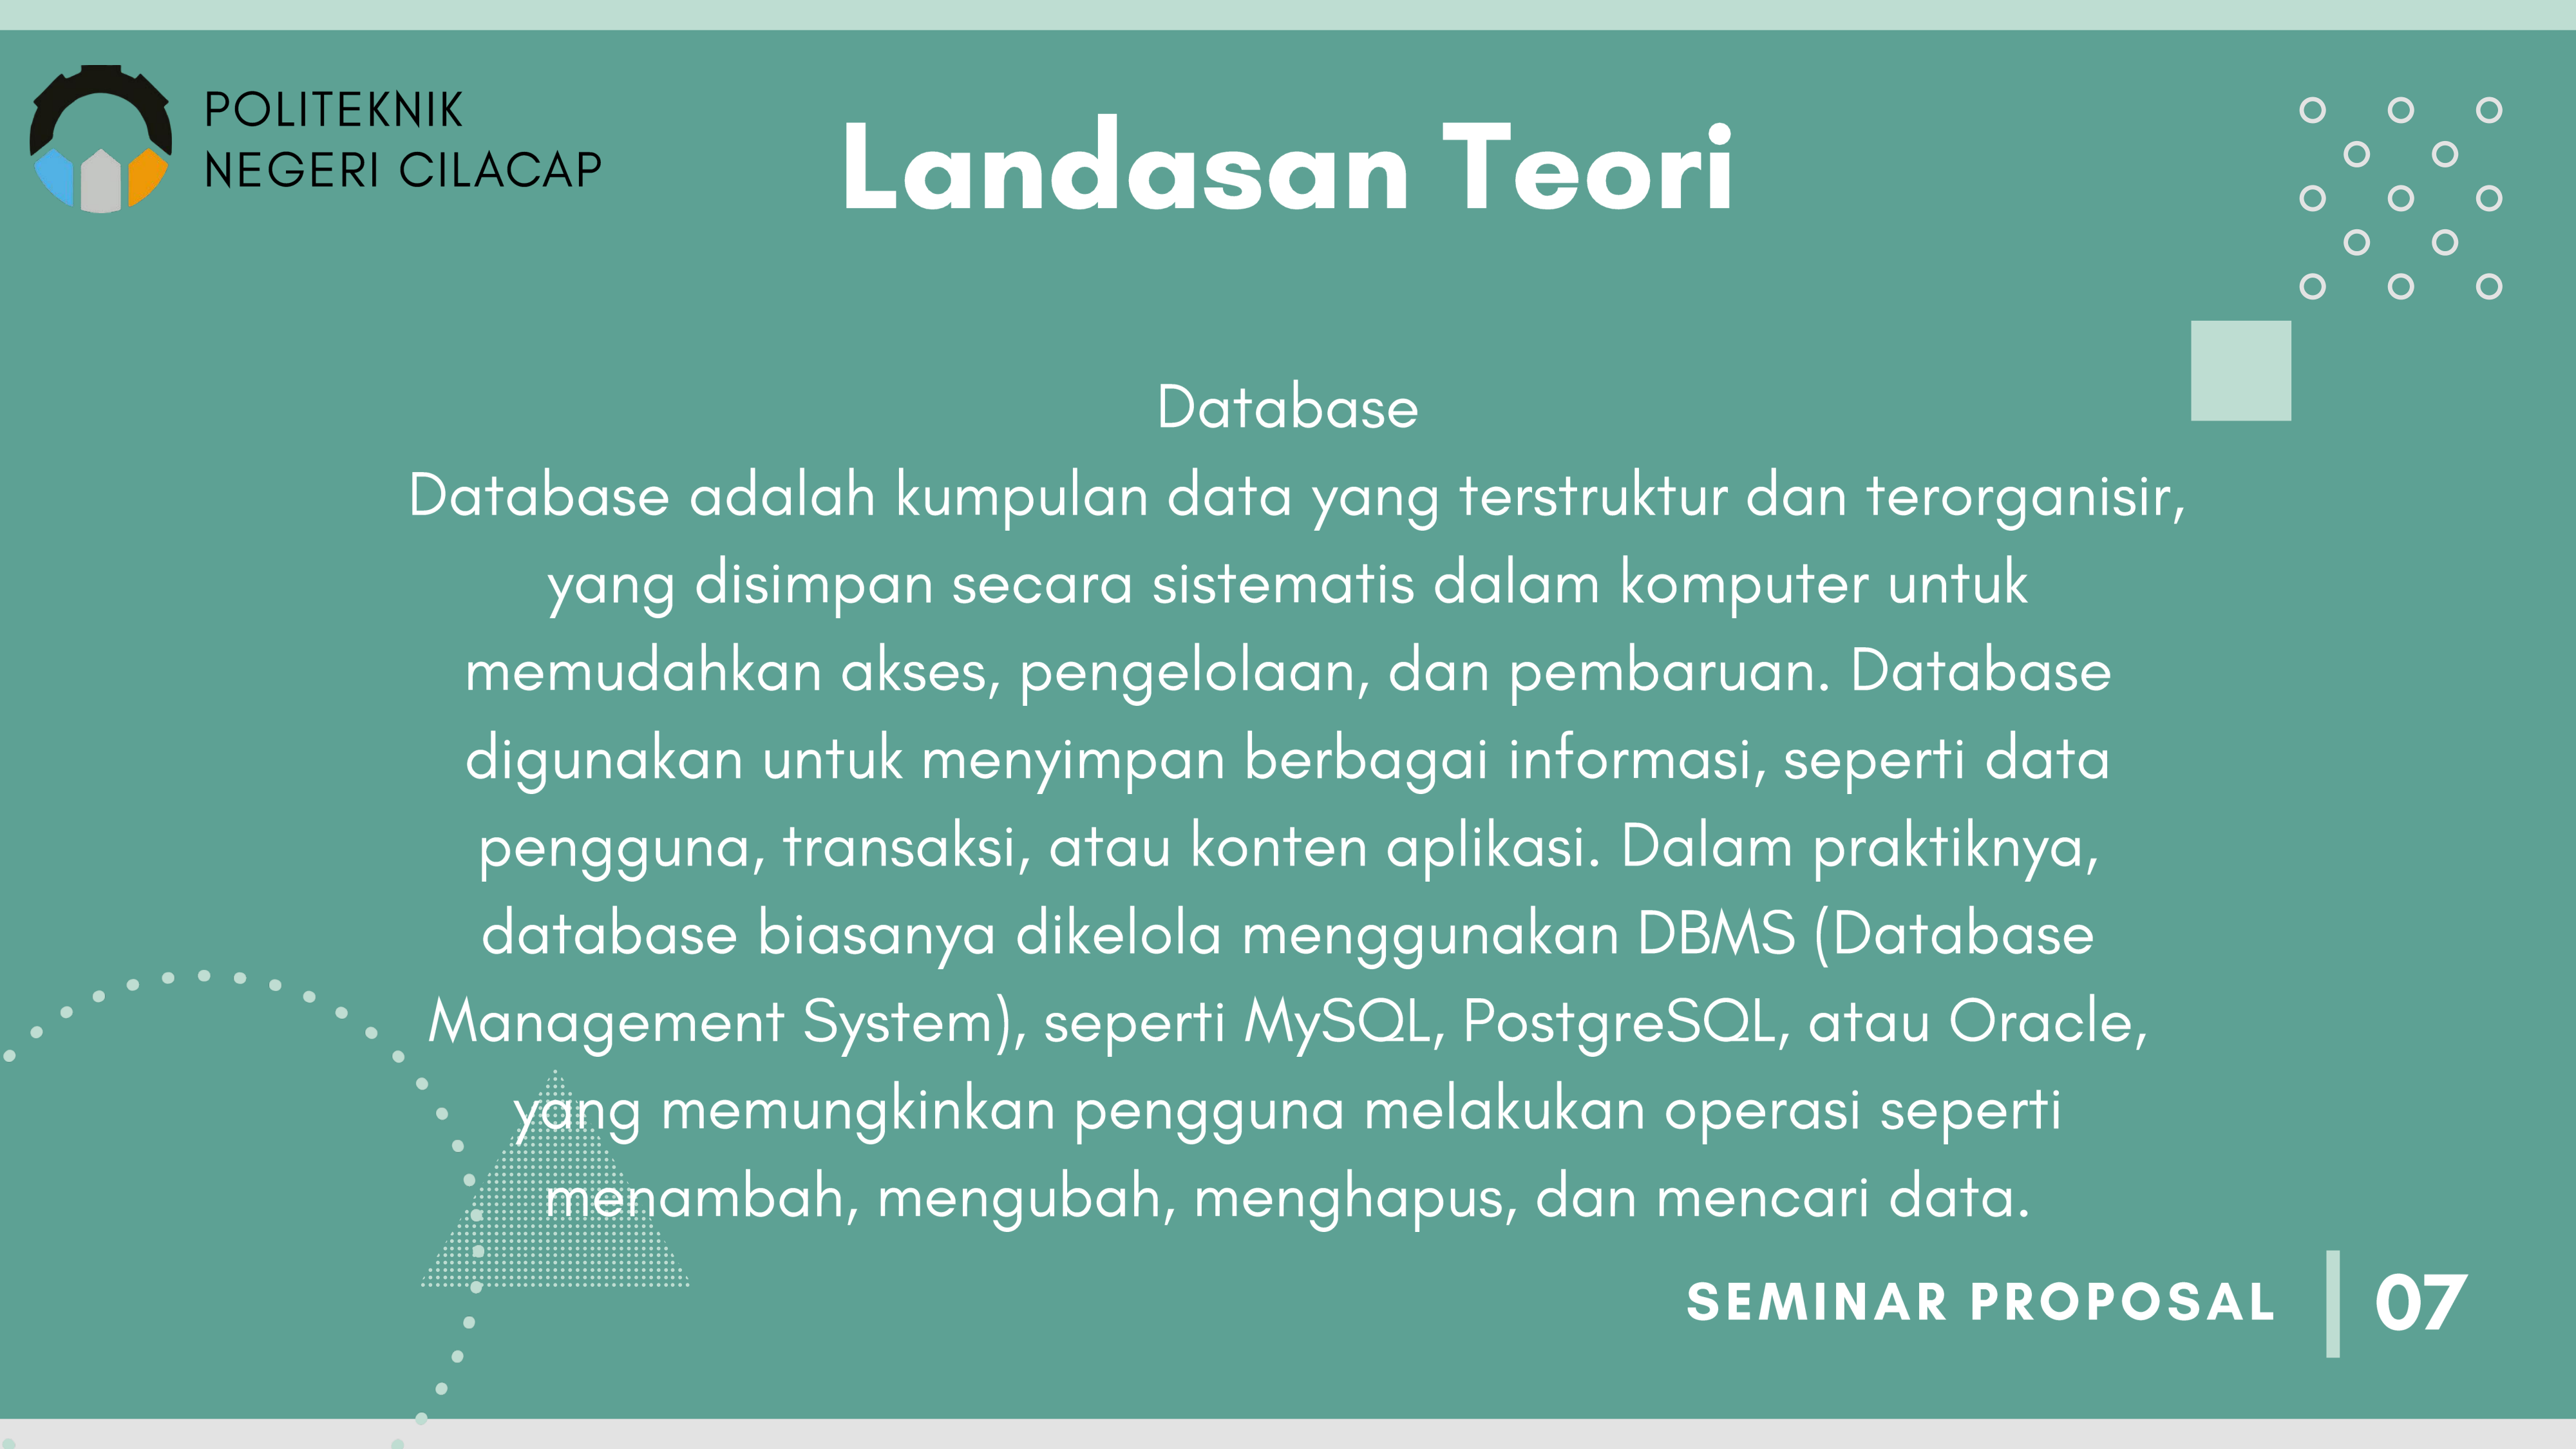 POLITEKNIK
NEGERI CILACAP
Landasan Teori
Database
Database adalah kumpulan data yang terstruktur dan terorganisir,
yang disimpan secara sistematis dalam komputer untuk
memudahkan akses, pengelolaan, dan pembaruan. Database
digunakan untuk menyimpan berbagai informasi, seperti data
pengguna, transaksi, atau konten aplikasi. Dalam praktiknya,
database biasanya dikelola menggunakan DBMS (Database
Management System), seperti MySQL, PostgreSQL, atau Oracle,
yang memungkinkan pengguna melakukan operasi seperti
menambah, mengubah, menghapus, dan mencari data.
SEMINAR PROPOSAL
07